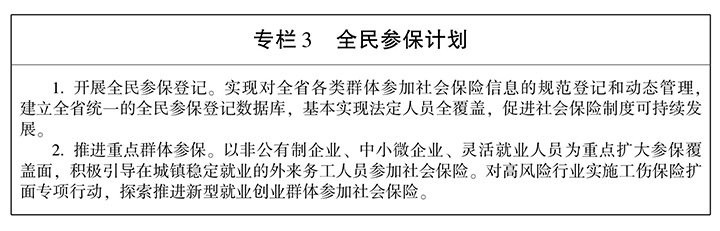 专栏3 全民参保计划
1. 开展全民参保登记。实现对全省各类群体参加社会保险信息的规范登记和动态管理，
建立全省统一的全民参保登记数据库，基本实现法定人员全覆盖，促进社会保险制度可持续发
展。
2. 推进重点群体参保。以非公有制企业、中小微企业、灵活就业人员为重点扩大参保覆
盖面，积极引导在城镇稳定就业的外来务工人员参加社会保险。对高风险行业实施工伤保险扩
面专项行动，探索推进新型就业创业群体参加社会保险。